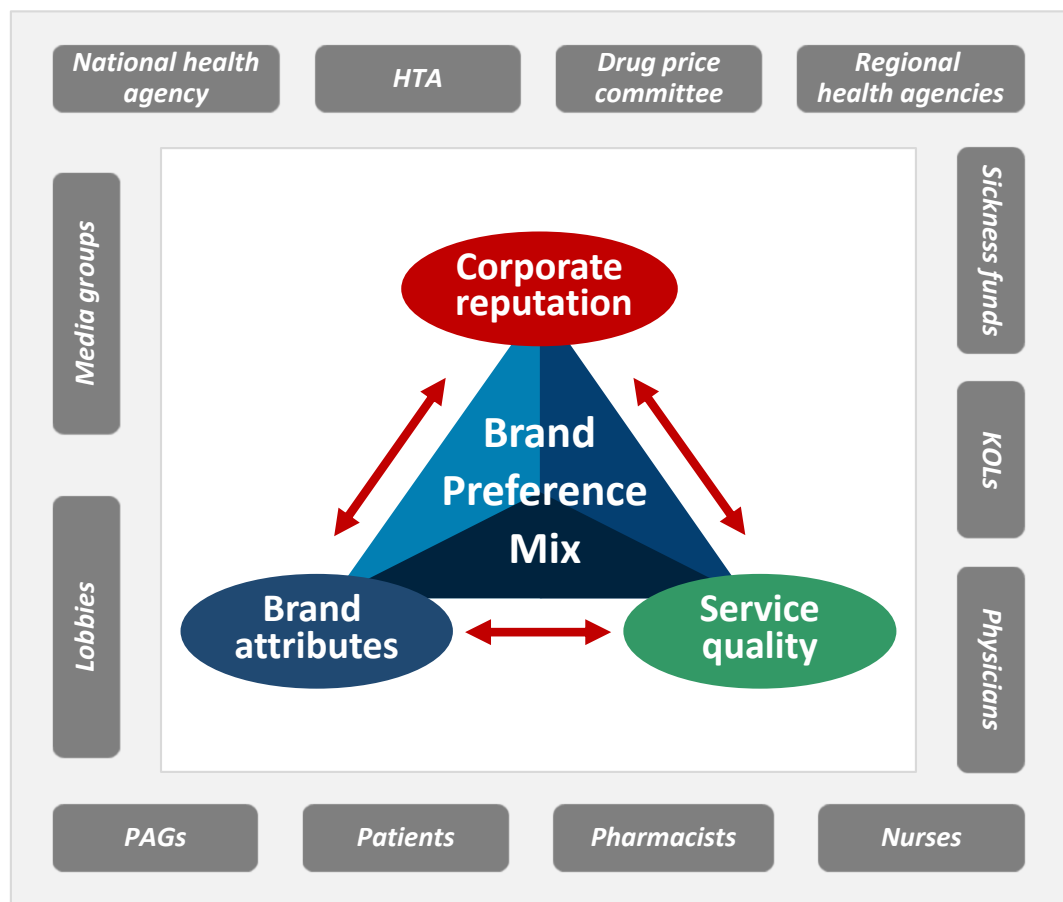 National health
agency
HTA
Drug price
committee
Regional
health agencies
Media groups
Lobbies
Corporate
reputation
Brand
Preference
Mix
Brand
attributes
Service
quality
Sickness funds
KOLs
Physicians
PAGs
Patients
Pharmacists
Nurses